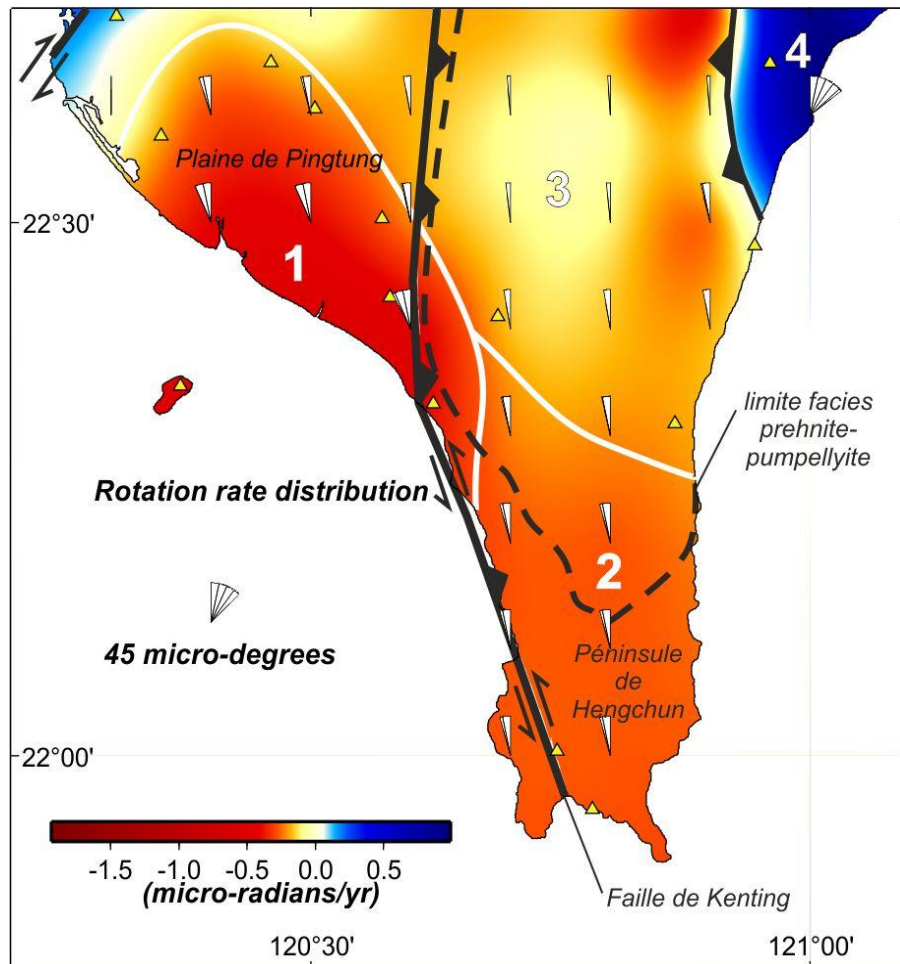 4
Plaine de Pingtung
3
22°30'
1
limite facies
prehnite-
pumpellyite
Rotation rate distribution
2
45 micro-degrees
Péninsule
de
Hengchun
22°00'
-1.5 -1.0 -0.5 0.0 0.5
(micro-radians/yr)
Faille de Kenting
120°30' 121°00'